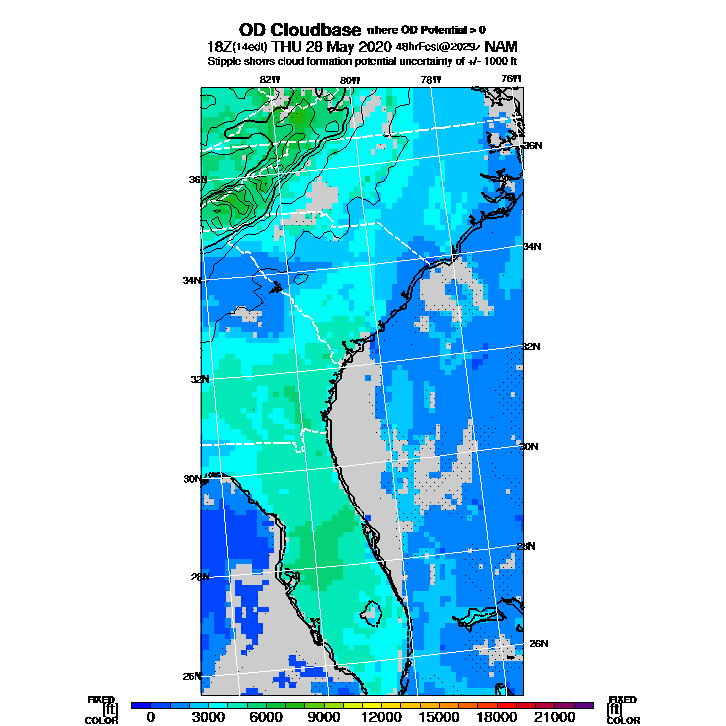 OD Cloudbase where OD Potential > 0
18Z(14edt) THU 28 May 2020 48hrFcst@2029z NAM
Stipple shows cloud formation potential uncertainty of +/- 1000 ft
82W 80W 78W 76W
36N
36N
34N
34N
32N
32N
30N
30N
28N
28N
26N
26N
FIXED FIXED
[ft] [ft]
COLOR 0 3000 6000 9000 12000 15000 18000 21000 COLOR